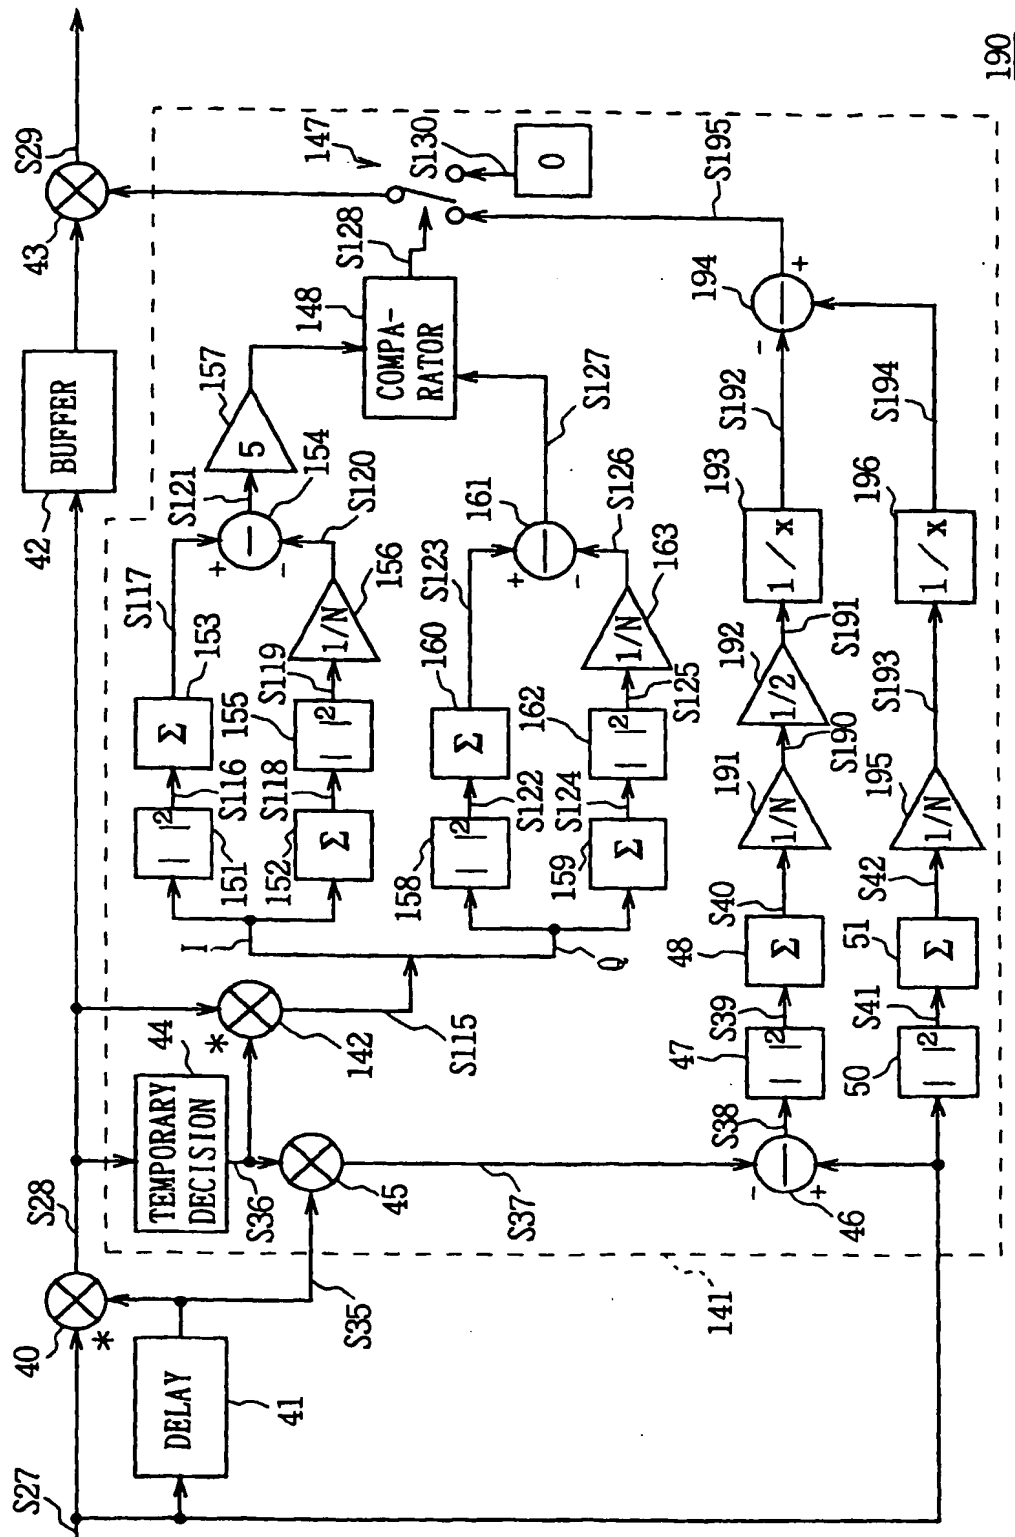 190
S27
40
*
S28
DELAY
41
S35
TEMPORARY
DECISION
44
S36
45
S37
*
142
S115
I
Q
42
BUFFER
43
S29
| |2
151
S116
Σ
153
S117
152
Σ
S118
155
| |2
S119
1/N
156
S120
+
-
154
S121
5
157
158
| |2
S122
160
Σ
S123
159
Σ
S124
162
| |2
S125
1/N
163
S126
+
-
161
S127
148
COMPA-
RATOR
S128
147
S130
0
46
-
+
S38
47
| |2
S39
48
Σ
S40
191
1/N
S190
192
1/2
S191
193
1/x
S192
50
| |2
S41
51
Σ
S42
195
1/N
S193
196
1/x
S194
194
-
+
S195
141